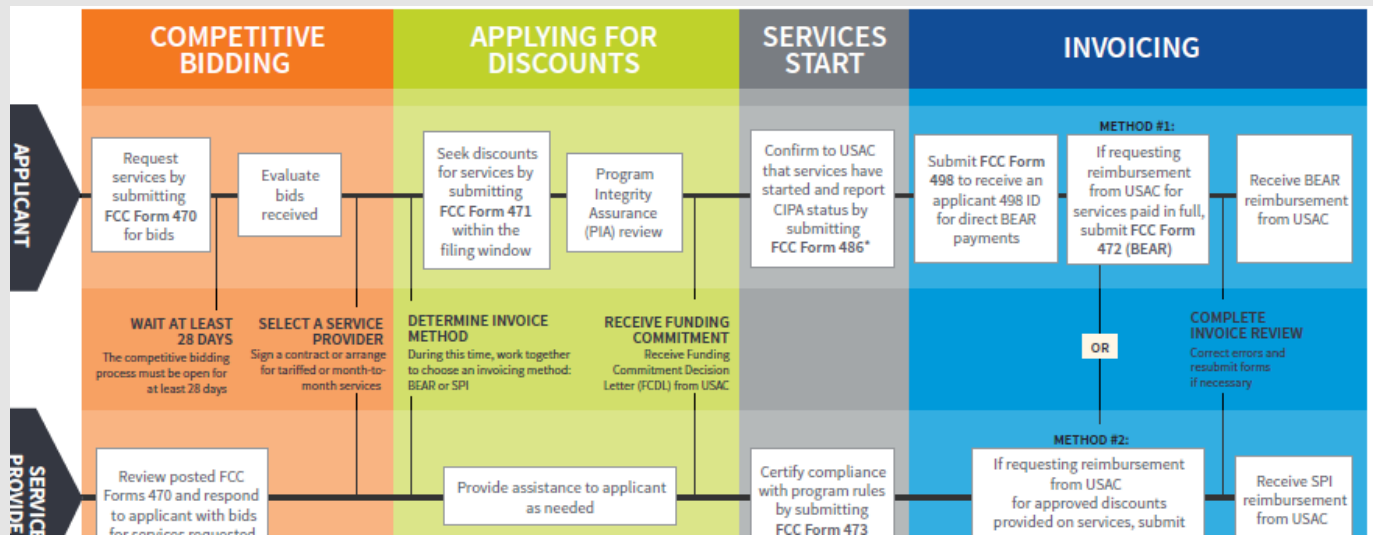 COMPETITIVE
BIDDING
APPLYING FOR
DISCOUNTS
SERVICES
START
INVOICING
APPLICANT
Request
services by
submitting
FCC Form 470
for bids
Evaluate
bids
received
Seek discounts
for services by
submitting
FCC Form 471
within the
filing window
Program
Integrity
Assurance
(PIA) review
Confirm to USAC
that services have
started and report
CIPA status by
submitting
FCC Form 486*
Submit FCC Form
498 to receive an
applicant 498 ID
for direct BEAR
payments
METHOD #1:
If requesting
reimbursement
from USAC for
services paid in full,
submit FCC Form
472 (BEAR)
Receive BEAR
reimbursement
from USAC
WAIT AT LEAST
28 DAYS
The competitive bidding
process must be open for
at least 28 days
SELECT A SERVICE
PROVIDER
Sign a contract or arrange
for tariffed or month-to-
month services
DETERMINE INVOICE
METHOD
During this time, work together
to choose an invoicing method:
BEAR or SPI
RECEIVE FUNDING
COMMITMENT
Receive Funding
Commitment Decision
Letter (FCDL) from USAC
OR
COMPLETE
INVOICE REVIEW
Correct errors and
resubmit forms
if necessary
SERVICE
PROVIDE
Review posted FCC
Forms 470 and respond
to applicant with bids
for services requested
Provide assistance to applicant
as needed
Certify compliance
with program rules
by submitting
FCC Form 473
METHOD #2:
If requesting reimbursement
from USAC
for approved discounts
provided on services, submit
Receive SPI
reimbursement
from USAC